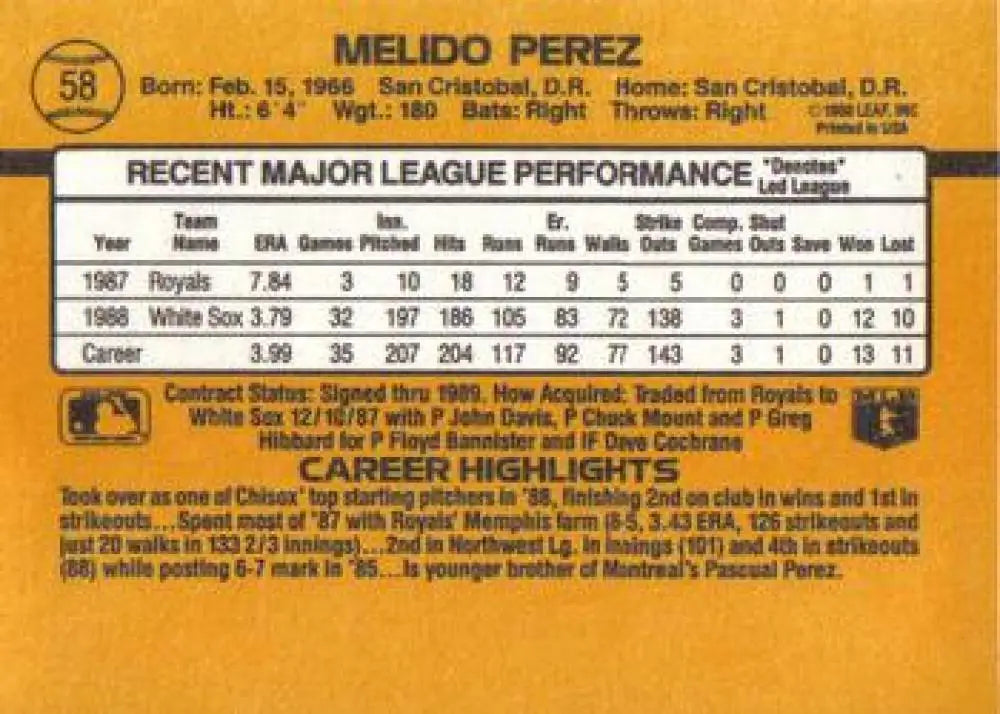 MELIDO PEREZ
58
Born: Feb. 15, 1966 San Cristobal, D.R. Home: San Cristobal, D.R.
Ht.: 6'4" Wgt.: 180 Bats: Right Throws: Right © 1988 LEAF, INC
Printed in USA
RECENT MAJOR LEAGUE PERFORMANCE "Denotes" Led League
Year Team Name ERA Games Inn. Pitched Hits Runs Er. Runs Walks Strike Outs Comp. Games Shut Outs Save Won Lost
1987 Royals 7.84 3 10 18 12 9 5 5 0 0 0 1 1
1988 White Sox 3.79 32 197 186 105 83 72 138 3 1 0 12 10
Career 3.99 35 207 204 117 92 77 143 3 1 0 13 11
Contract Status: Signed thru 1989. How Acquired: Traded from Royals to
White Sox 12/10/87 with P John Davis, P Chuck Mount and P Greg
Hibbard for P Floyd Bannister and IF Dave Cochrane
CAREER HIGHLIGHTS
Took over as one of Chisox' top starting pitchers in '88, finishing 2nd on club in wins and 1st in
strikeouts...Spent most of '87 with Royals' Memphis farm (8-5, 3.43 ERA, 126 strikeouts and
just 20 walks in 133 2/3 innings)...2nd in Northwest Lg. in innings (101) and 4th in strikeouts
(88) while posting 6-7 mark in '85...Is younger brother of Montreal's Pascual Perez.